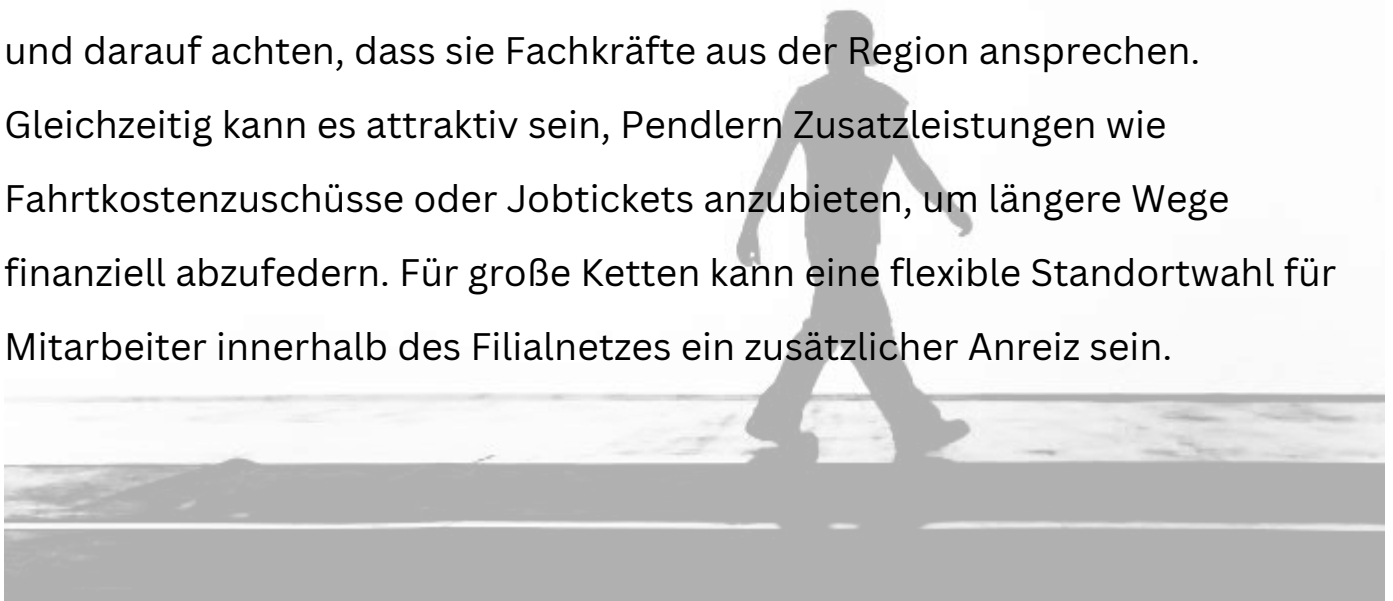 und darauf achten, dass sie Fachkräfte aus der Region ansprechen.
Gleichzeitig kann es attraktiv sein, Pendlern Zusatzleistungen wie
Fahrtkostenzuschüsse oder Jobtickets anzubieten, um längere Wege
finanziell abzufedern. Für große Ketten kann eine flexible Standortwahl für
Mitarbeiter innerhalb des Filialnetzes ein zusätzlicher Anreiz sein.